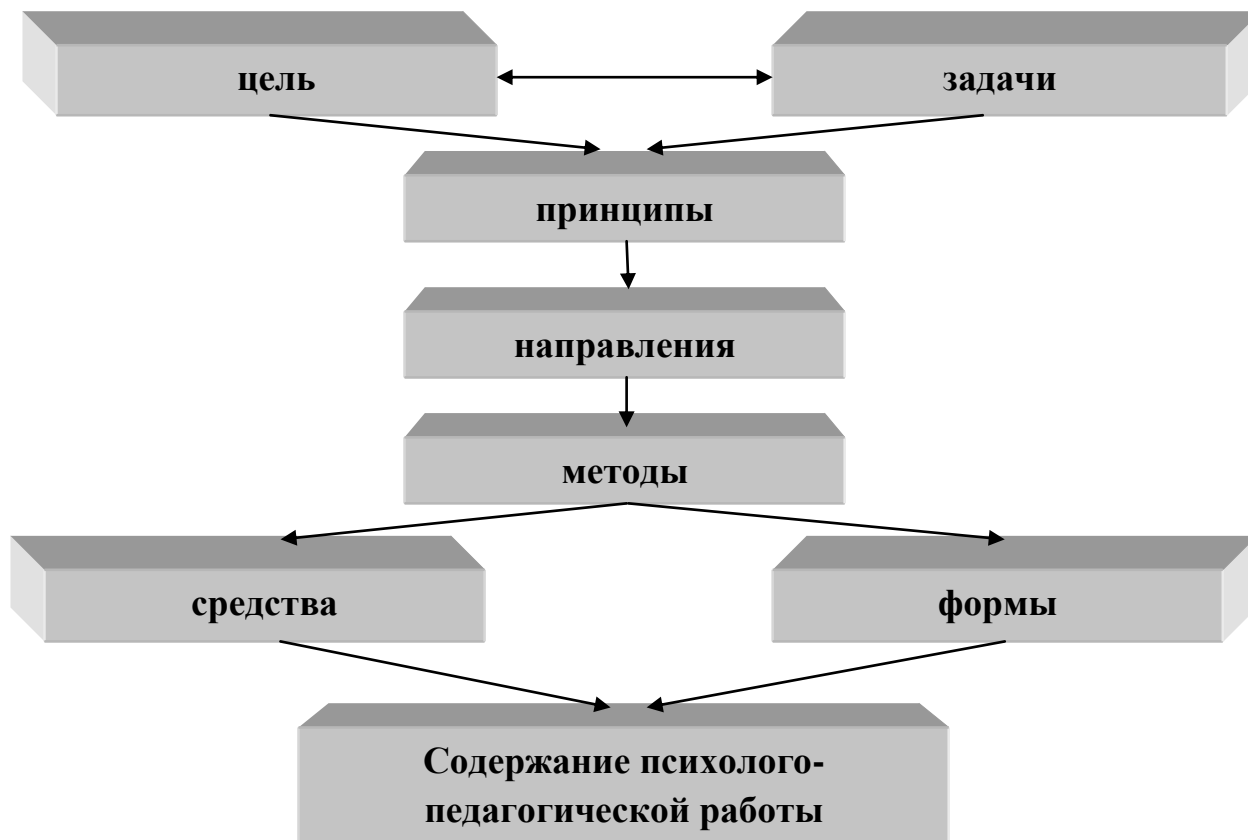 цель
задачи
принципы
направления
методы
средства
формы
Содержание психолого-
педагогической работы